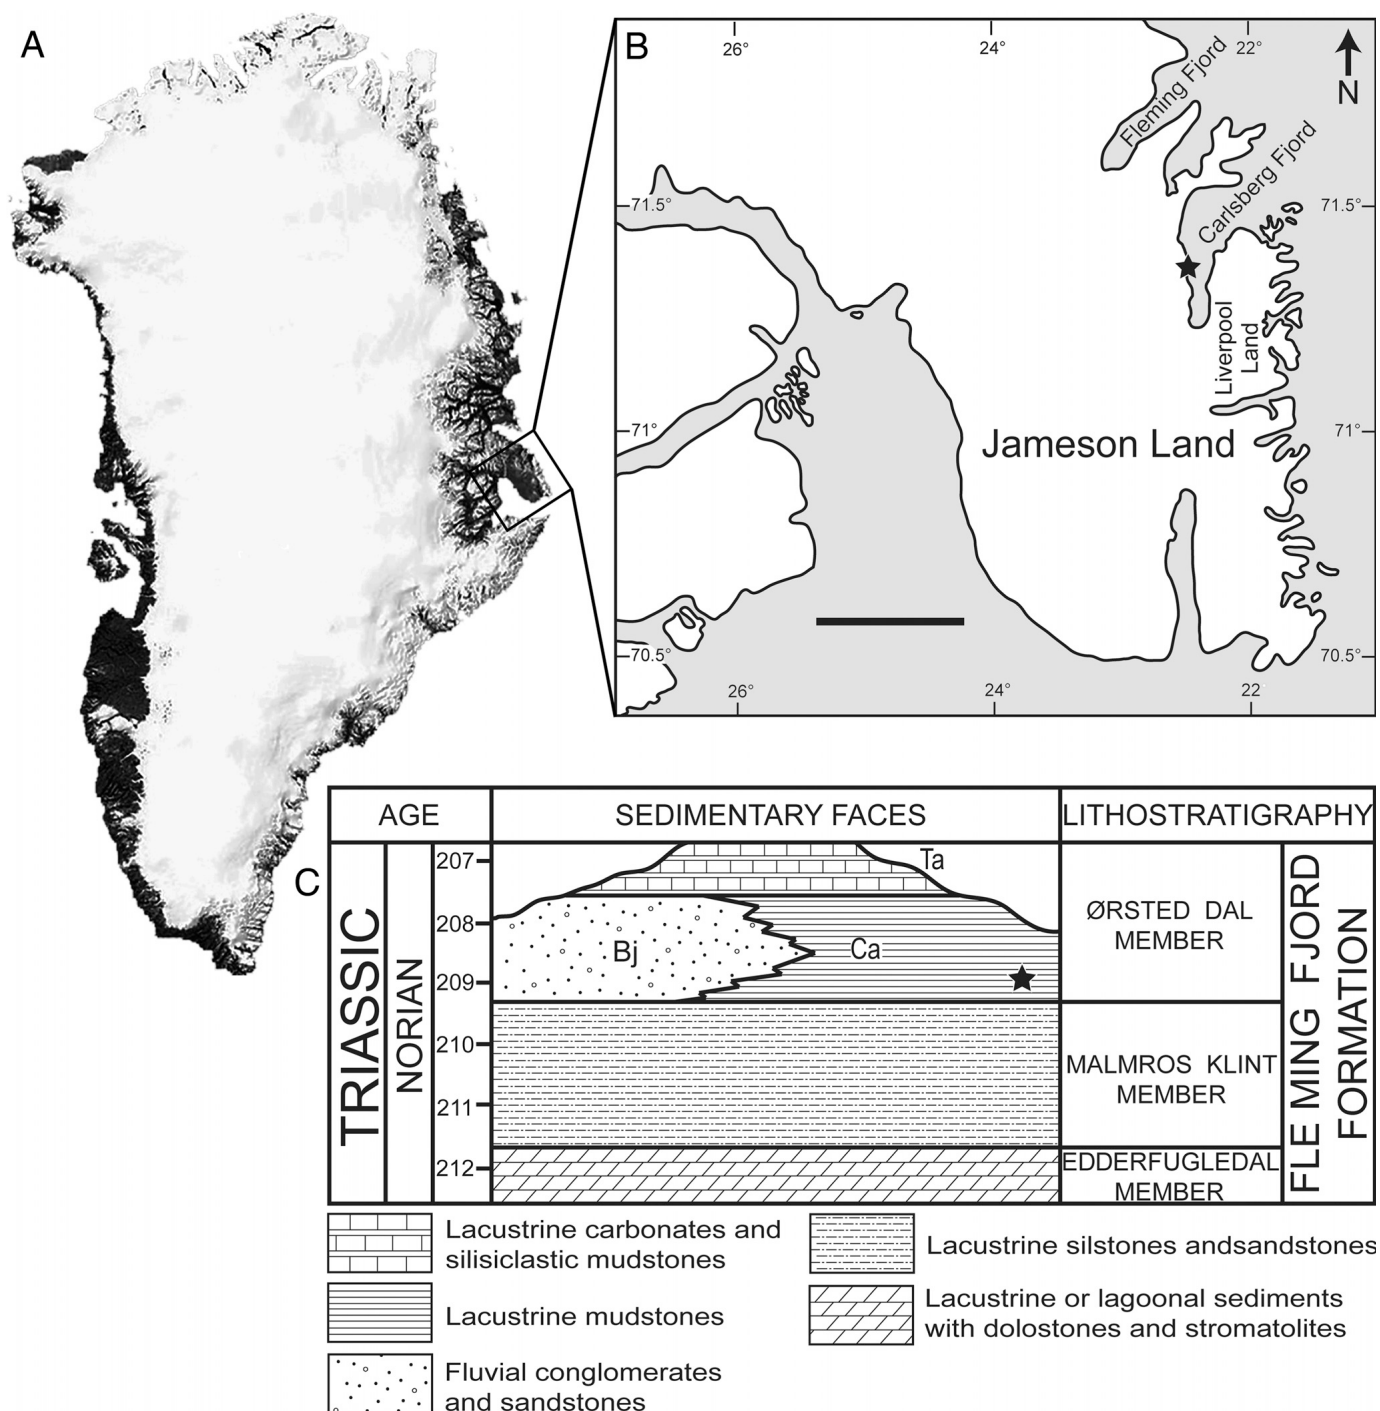 A
B
26°
24°
22°
N
Fleming Fjord
Carlsberg Fjord
71.5°
71.5°
Liverpool
Land
71°
71°
Jameson Land
70.5°
70.5°
26°
24°
22
C
AGE
SEDIMENTARY FACES
LITHOSTRATIGRAPHY
TRIASSIC
NORIAN
207
208
209
210
211
212
Ta
Bj
Ca
ØRSTED DAL
MEMBER
MALMROS KLINT
MEMBER
EDDERFUGLEDAL
MEMBER
FLEMING FJORD
FORMATION
Lacustrine carbonates and
silisiclastic mudstones
Lacustrine mudstones
Fluvial conglomerates
and sandstones
Lacustrine silstones andsandstones
Lacustrine or lagoonal sediments
with dolostones and stromatolites